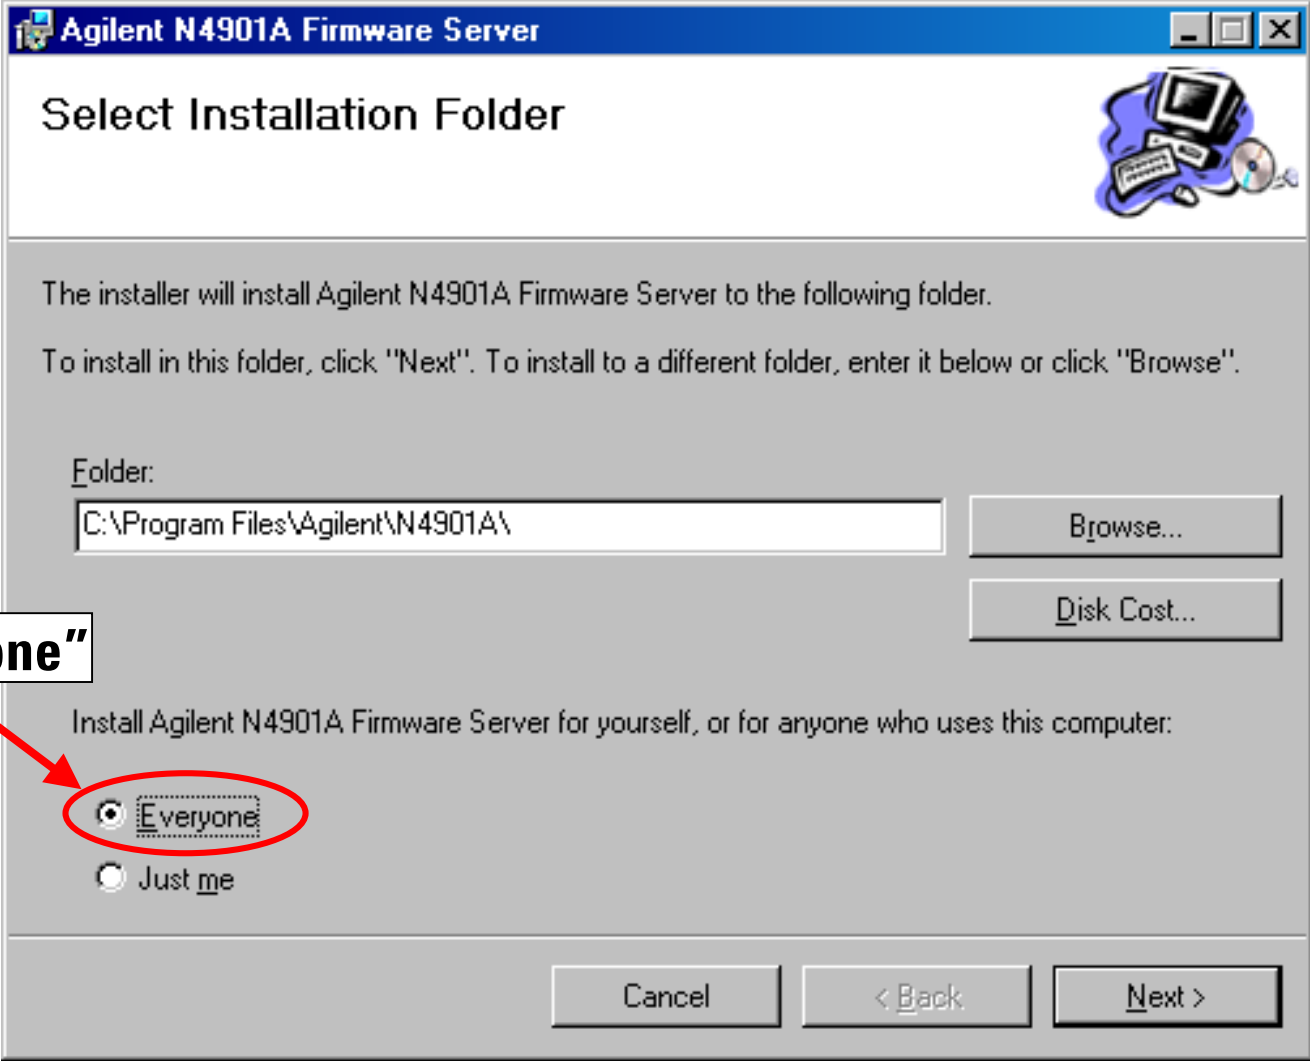 Agilent N4901A Firmware Server
Select Installation Folder
The installer will install Agilent N4901A Firmware Server to the following folder.
To install in this folder, click "Next". To install to a different folder, enter it below or click "Browse".
Folder:
C:\Program Files\Agilent\N4901A\
Browse...
Disk Cost...
one”
Install Agilent N4901A Firmware Server for yourself, or for anyone who uses this computer:
Everyone
Just me
Cancel
< Back
Next >